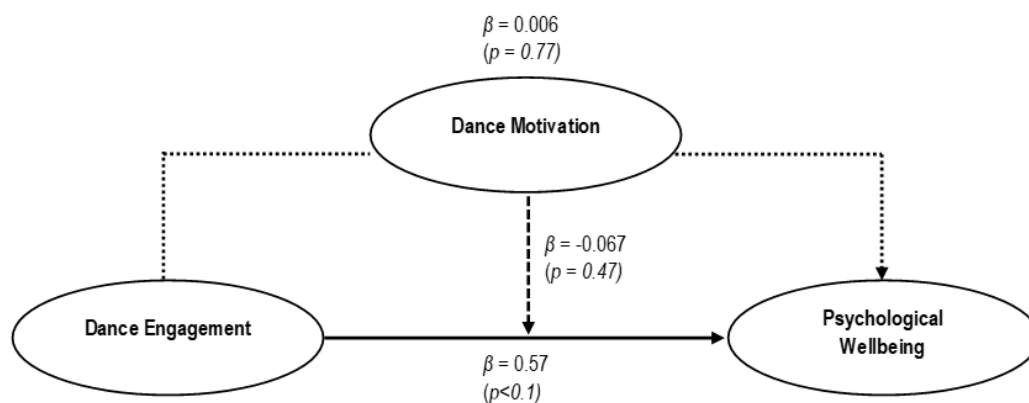 β = 0.006
(p = 0.77)
Dance Motivation
β = -0.067
(p = 0.47)
Dance Engagement
Psychological
Wellbeing
β = 0.57
(p<0.1)